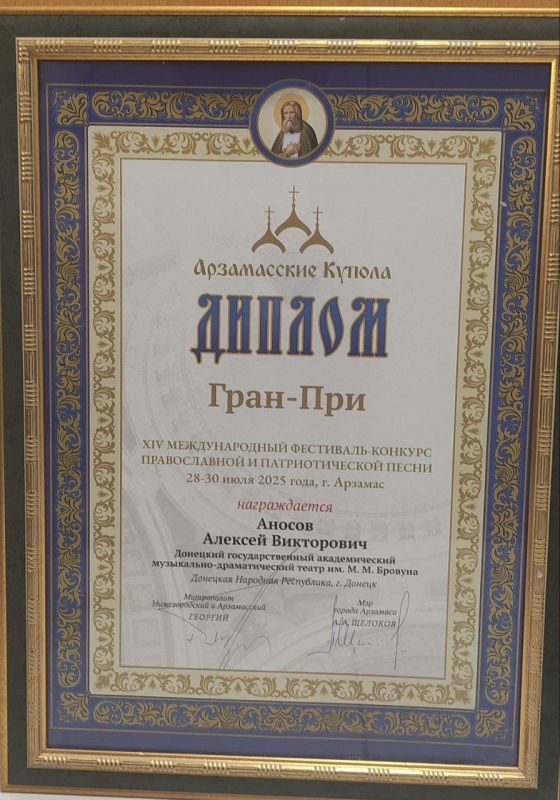 Арзамасские Купола
ДИПЛОМ
Гран-При
XIV МЕЖДУНАРОДНЫЙ ФЕСТИВАЛЬ-КОНКУРС
ПРАВОСЛАВНОЙ И ПАТРИОТИЧЕСКОЙ ПЕСНИ
28-30 июля 2025 года, г. Арзамас
награждается
Аносов
Алексей Викторович
Донецкий государственный академический
музыкально-драматический театр им. М. М. Бровуна
Донецкая Народная Республика, г. Донецк
Митрополит
Нижегородский и Арзамасский
ГЕОРГИЙ
Мэр
города Арзамаса
А.А. ЩЕЛОКОВ